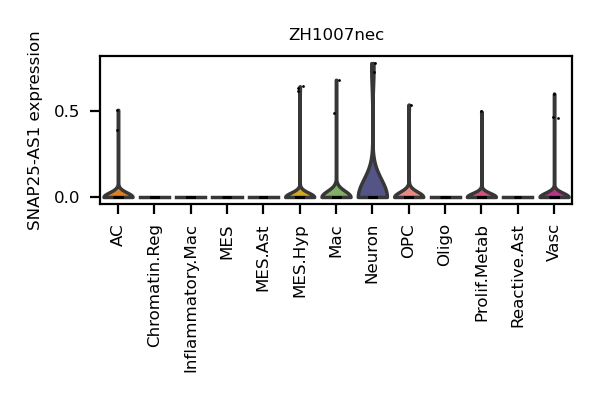 ZH1007nec
SNAP25-AS1 expression
0.5
0.0
AC
Chromatin.Reg
Inflammatory.Mac
MES
MES.Ast
MES.Hyp
Mac
Neuron
OPC
Oligo
Prolif.Metab
Reactive.Ast
Vasc